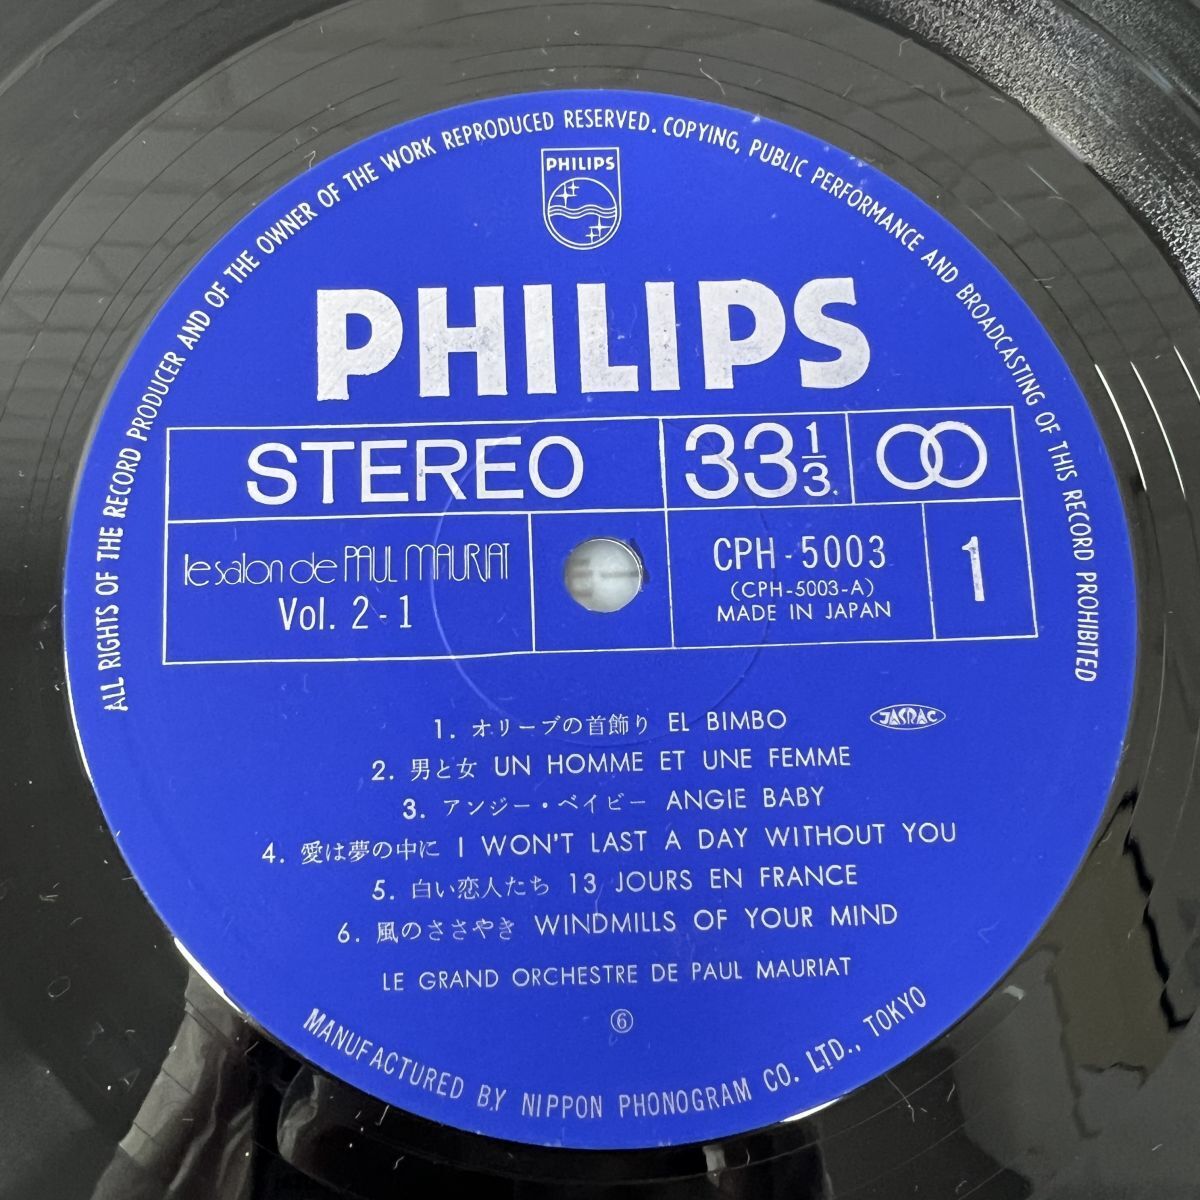 ALL RIGHTS OF THE RECORD PRODUCER AND OF THE OWNER OF THE WORK REPRODUCED RESERVED. COPYING, PUBLIC PERFORMANCE AND BROADCASTING OF THIS RECORD PROHIBITED
PHILIPS
PHILIPS
STEREO
33 1/3
le salon de PAUL MAURIAT
Vol. 2-1
CPH-5003
(CPH-5003-A)
MADE IN JAPAN
1
1. オリーブの首飾り EL BIMBO
JASRAC
2. 男と女 UN HOMME ET UNE FEMME
3. アンジー・ベイビー ANGIE BABY
4. 愛は夢の中に I WON'T LAST A DAY WITHOUT YOU
5. 白い恋人たち 13 JOURS EN FRANCE
6. 風のささやき WINDMILLS OF YOUR MIND
LE GRAND ORCHESTRE DE PAUL MAURIAT
⑥
MANUFACTURED BY NIPPON PHONOGRAM CO. LTD., TOKYO